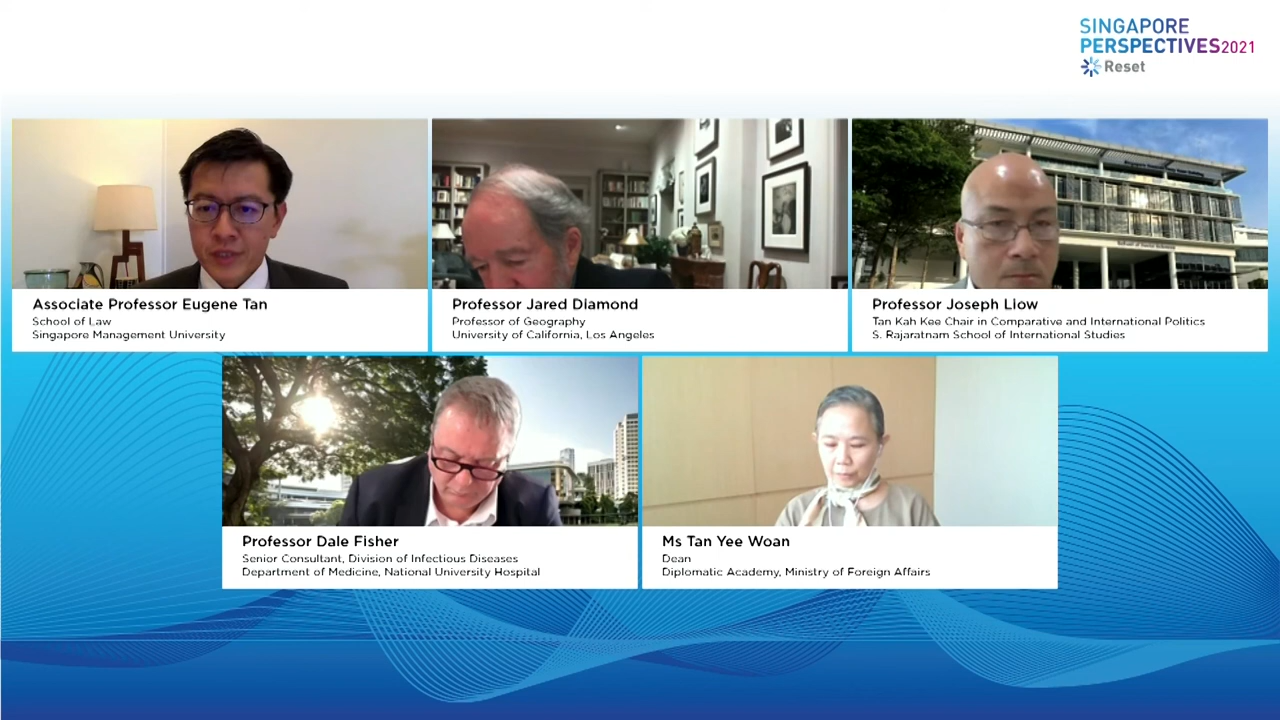 SINGAPORE
PERSPECTIVES2021
Reset
Associate Professor Eugene Tan
School of Law
Singapore Management University
Professor Jared Diamond
Professor of Geography
University of California, Los Angeles
Professor Joseph Liow
Tan Kah Kee Chair in Comparative and International Politics
S. Rajaratnam School of International Studies
Professor Dale Fisher
Senior Consultant, Division of Infectious Diseases
Department of Medicine, National University Hospital
Ms Tan Yee Woan
Dean
Diplomatic Academy, Ministry of Foreign Affairs